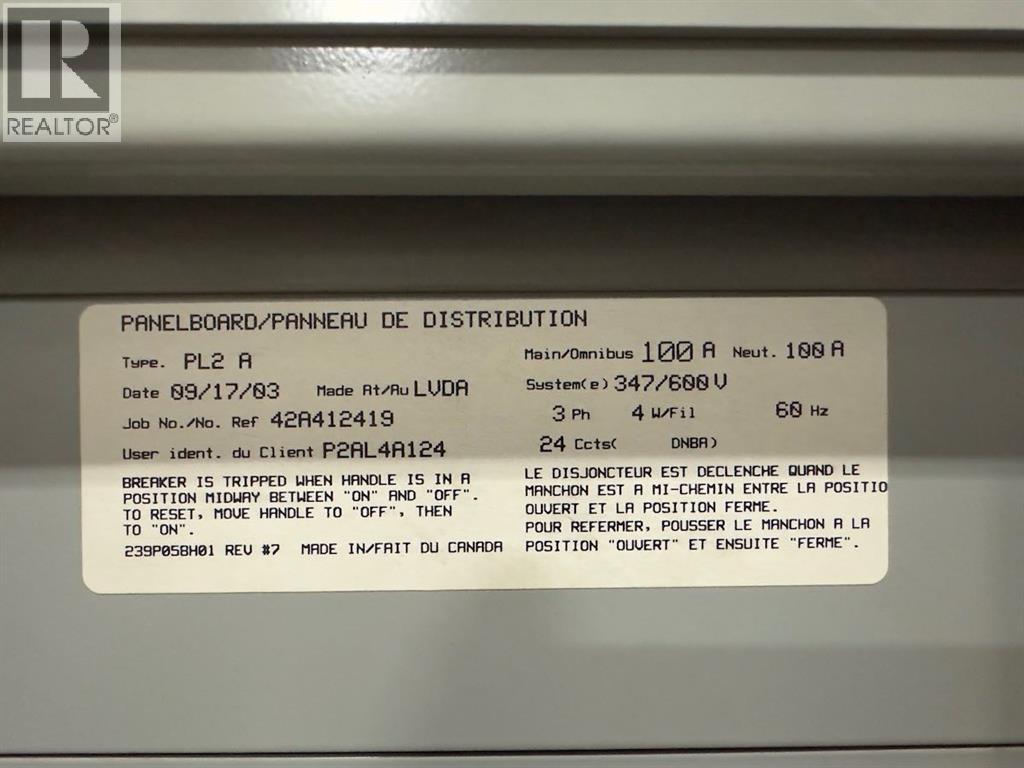 REALTOR®
PANELBOARD/PANNEAU DE DISTRIBUTION
Type. PL2 A
Date 09/17/03 Made At/Au LVDA
Job No./No. Ref 42A412419
User ident. du Client P2AL4A124
BREAKER IS TRIPPED WHEN HANDLE IS IN A
POSITION MIDWAY BETWEEN "ON" AND "OFF".
TO RESET, MOVE HANDLE TO "OFF", THEN
TO "ON".
239P058H01 REV #7 MADE IN/FAIT DU CANADA
Main/Omnibus 100 A Neut. 100 A
System(e) 347/600 V
3 Ph 4 W/Fil 60 Hz
24 Ccts( DNBA)
LE DISJONCTEUR EST DECLENCHE QUAND LE
MANCHON EST A MI-CHEMIN ENTRE LA POSITIO
OUVERT ET LA POSITION FERME.
POUR REFERMER, POUSSER LE MANCHON A LA
POSITION "OUVERT" ET ENSUITE "FERME".